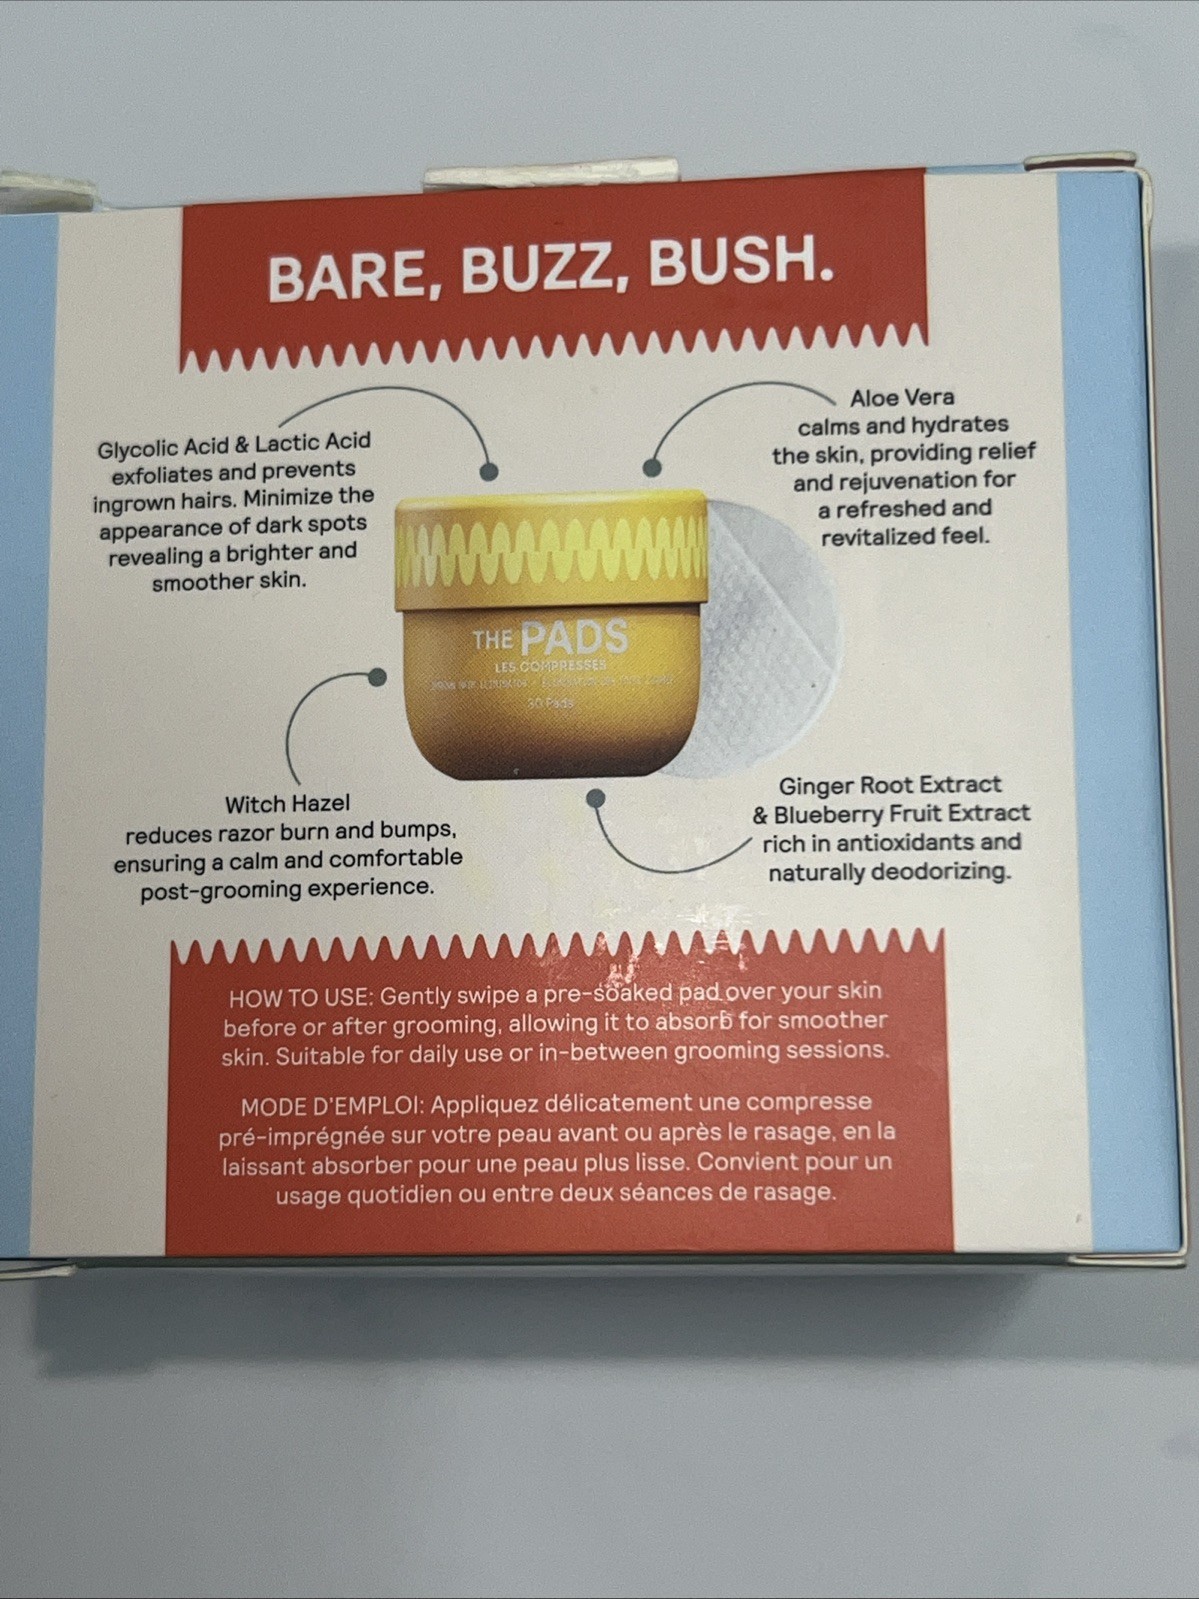 BARE, BUZZ, BUSH.
Glycolic Acid & Lactic Acid
exfoliates and prevents
ingrown hairs. Minimize the
appearance of dark spots
revealing a brighter and
smoother skin.
Aloe Vera
calms and hydrates
the skin, providing relief
and rejuvenation for
a refreshed and
revitalized feel.
THE PADS
LES COMPRESSES
30 Pads
Witch Hazel
reduces razor burn and bumps,
ensuring a calm and comfortable
post-grooming experience.
Ginger Root Extract
& Blueberry Fruit Extract
rich in antioxidants and
naturally deodorizing.
HOW TO USE: Gently swipe a pre-soaked pad over your skin
before or after grooming, allowing it to absorb for smoother
skin. Suitable for daily use or in-between grooming sessions.
MODE D'EMPLOI: Appliquez délicatement une compresse
pré-imprégnée sur votre peau avant ou après le rasage, en la
laissant absorber pour une peau plus lisse. Convient pour un
usage quotidien ou entre deux séances de rasage.